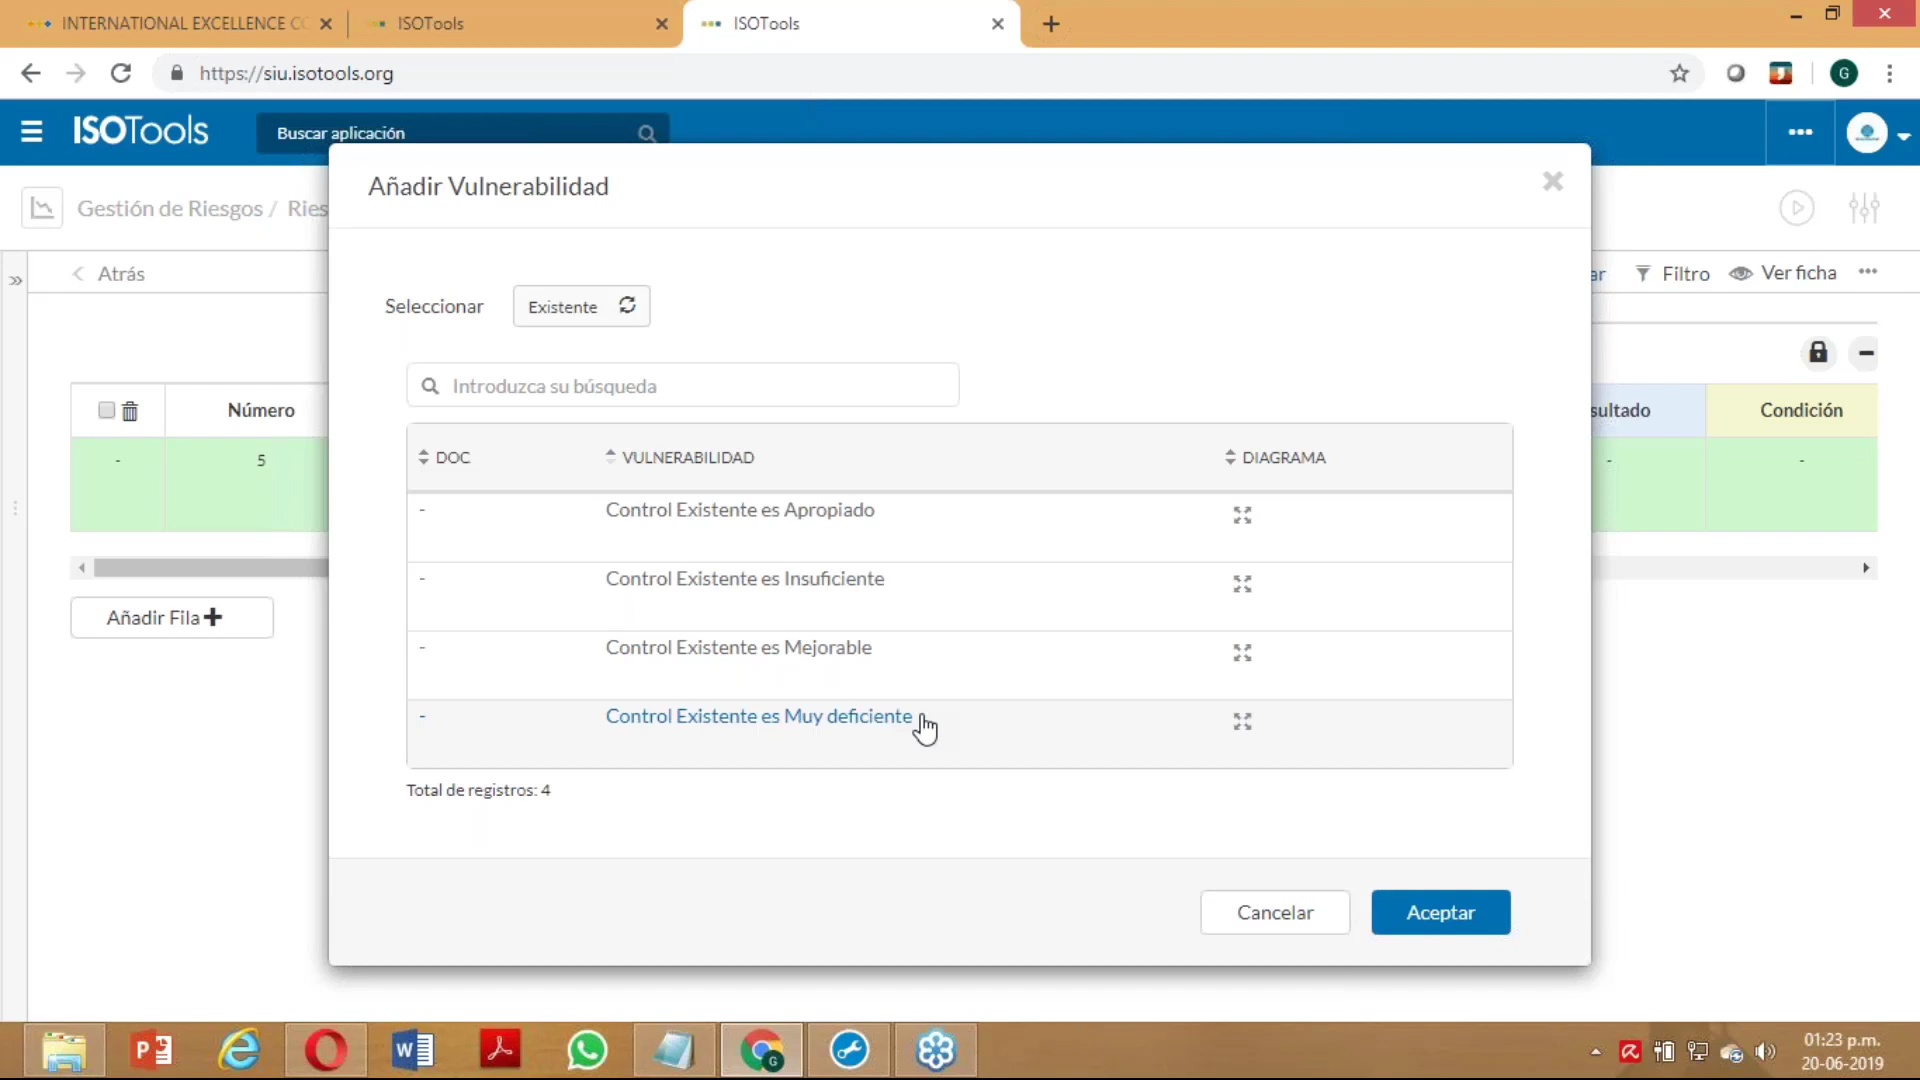 INTERNATIONAL EXCELLENCE CO
ISOTools
ISOTools
https://siu.isotools.org
G
ISOTools
Buscar aplicación
Añadir Vulnerabilidad
Gestión de Riesgos / Ries
Atrás
ar
Filtro
Ver ficha
Seleccionar
Existente
Introduzca su búsqueda
Número
sultado
Condición
DOC
VULNERABILIDAD
DIAGRAMA
-
5
-
-
-
Control Existente es Apropiado
-
Control Existente es Insuficiente
-
Control Existente es Mejorable
-
Control Existente es Muy deficiente
Añadir Fila
Total de registros: 4
Cancelar
Aceptar
01:23 p.m.
20-06-2019